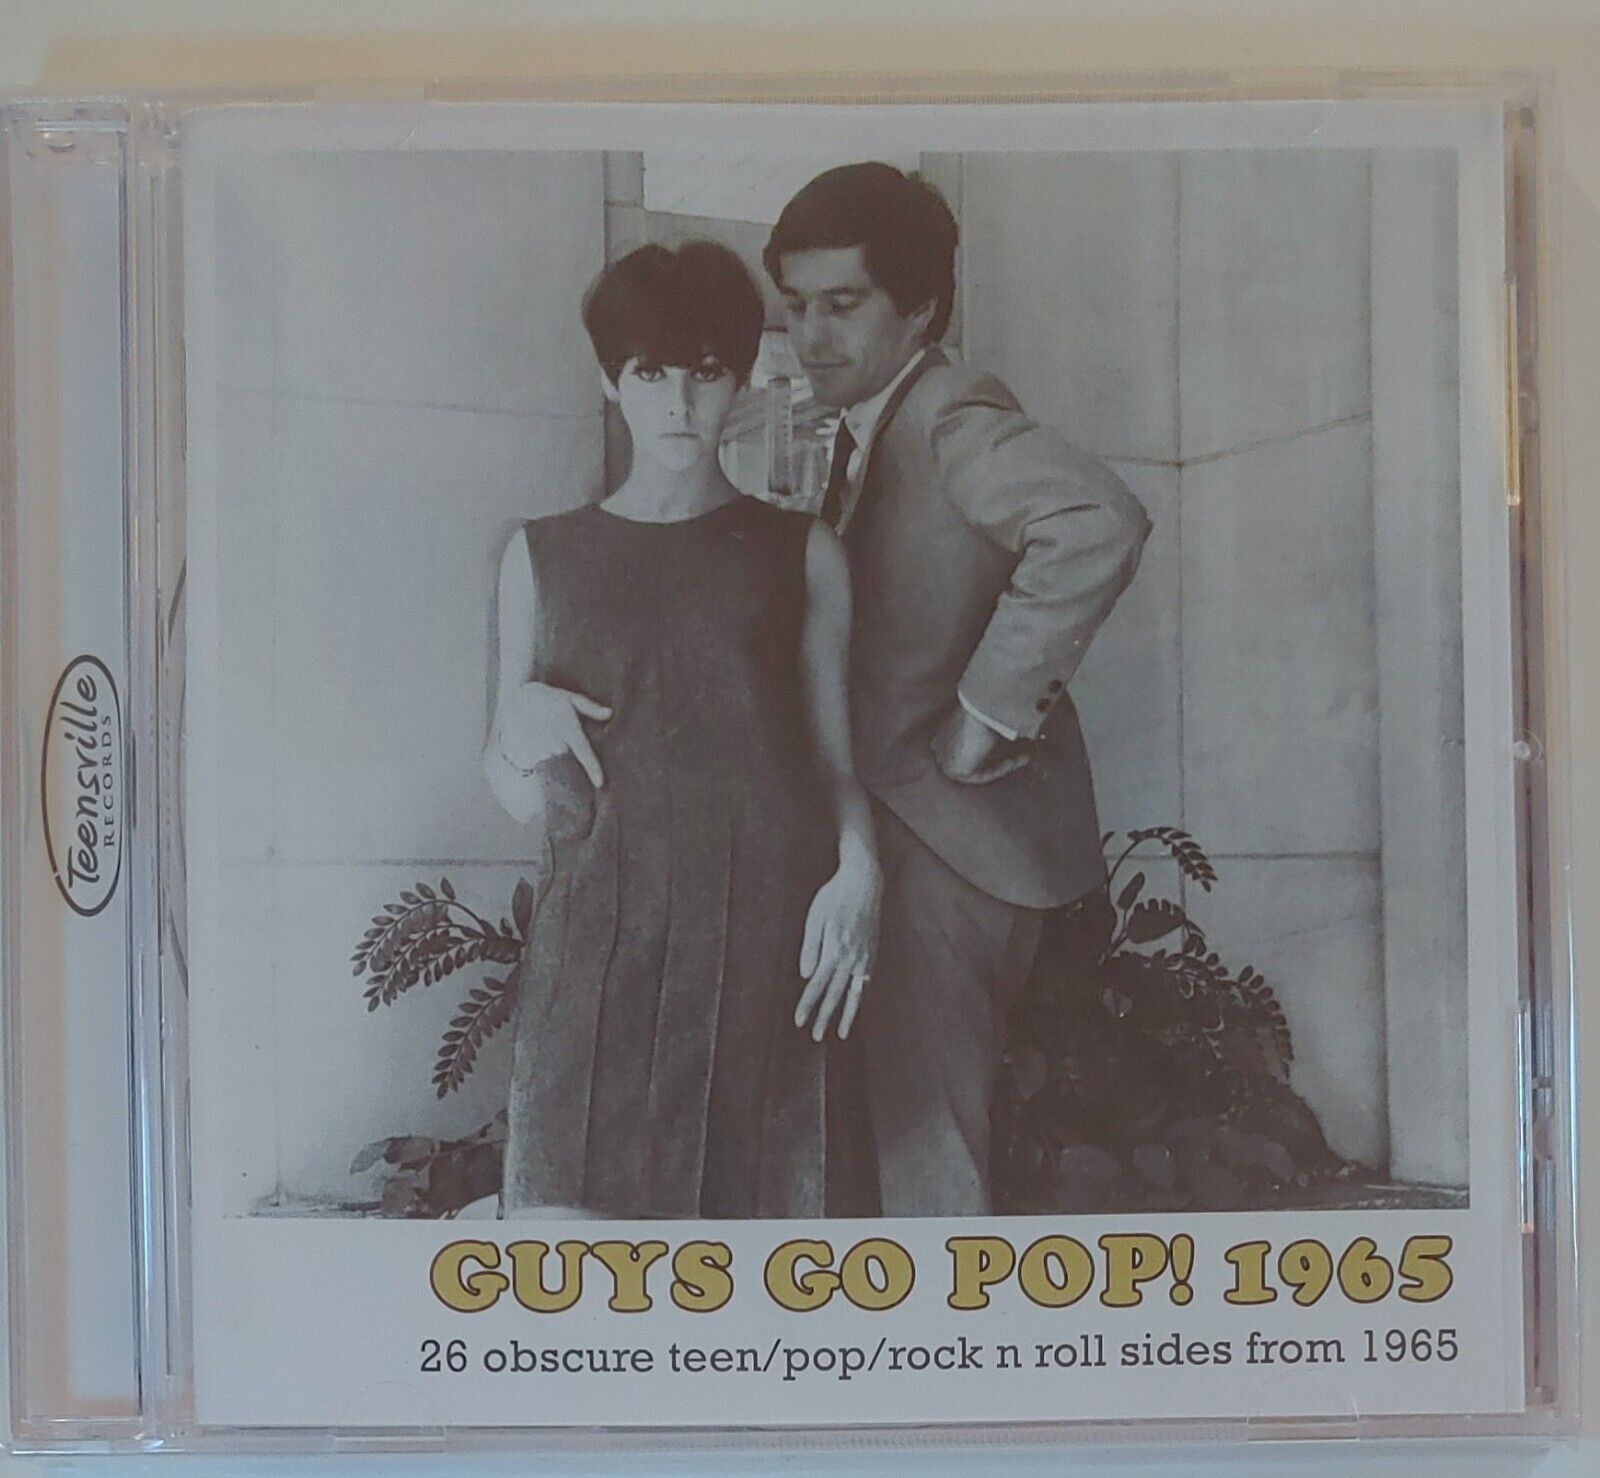 Teensville
RECORDS
GUYS GO POP! 1965
26 obscure teen/pop/rock n roll sides from 1965